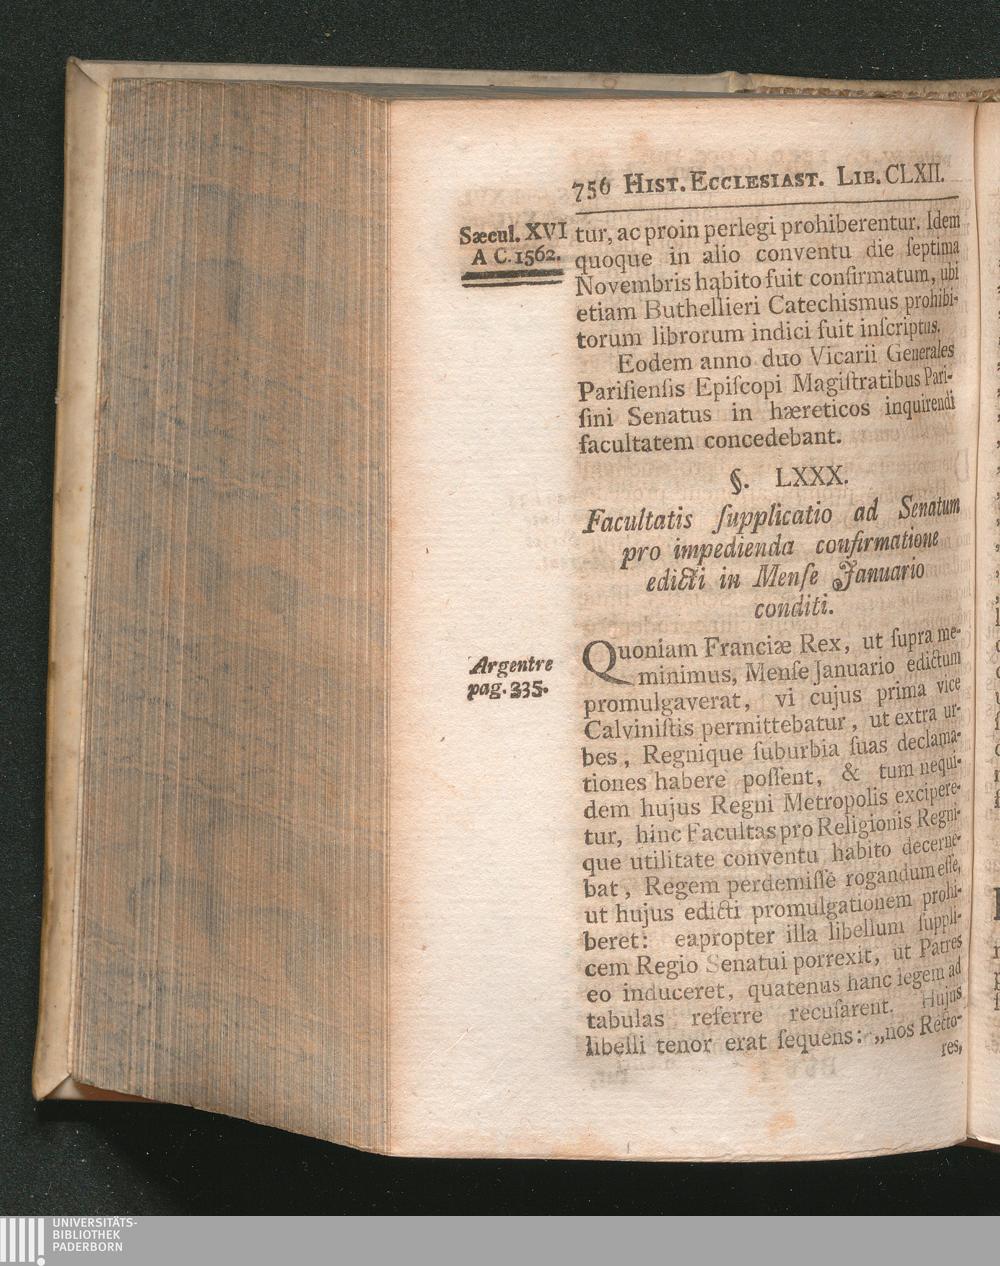 756 HIST. ECCLESIAST. LIB. CLXII.
Sæcul. XVI
A C. 1562.
tur, ac proin perlegi prohiberentur. Idem
quoque in alio conventu die ſeptima
Novembris habito fuit confirmatum, ubi
etiam Buthellieri Catechismus prohibi-
torum librorum indici fuit inſcriptus.
Eodem anno duo Vicarii Generales
Pariſienſis Epiſcopi Magiſtratibus Pari-
ſini Senatus in hæreticos inquirendi
facultatem concedebant.
§. LXXX.
Facultatis ſupplicatio ad Senatum
pro impedienda confirmatione
edicti in Menſe Januario
conditi.
Argentre
pag. 335.
Quoniam Franciæ Rex, ut ſupra me-
minimus, Menſe Januario edictum
promulgaverat, vi cujus prima vice
Calviniſtis permittebatur, ut extra ur-
bes, Regnique ſuburbia ſuas declama-
tiones habere poſſent, & tum nequi-
dem hujus Regni Metropolis excipere-
tur, hinc Facultas pro Religionis Regni-
que utilitate conventu habito decerne-
bat, Regem perdemiſſè rogandum eſſe,
ut hujus edicti promulgationem prohi-
beret: eapropter illa libellum ſuppli-
cem Regio Senatui porrexit, ut Patres
eo induceret, quatenus hanc legem ad
tabulas referre recuſarent. Hujus
libelli tenor erat ſequens: „nos Recto-
res,
UNIVERSITÄTS-
BIBLIOTHEK
PADERBORN